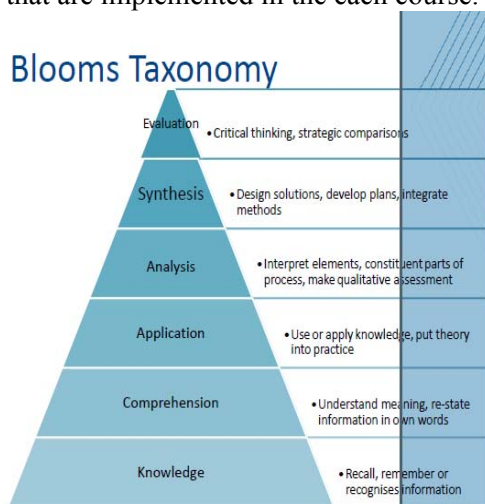 that are implemented in the each course.
Blooms Taxonomy
Evaluation
• Critical thinking, strategic comparisons
Synthesis
• Design solutions, develop plans, integrate
methods
Analysis
• Interpret elements, constituent parts of
process, make qualitative assessment
Application
• Use or apply knowledge, put theory
into practice
Comprehension
• Understand meaning, re-state
information in own words
Knowledge
• Recall, remember or
recognises information